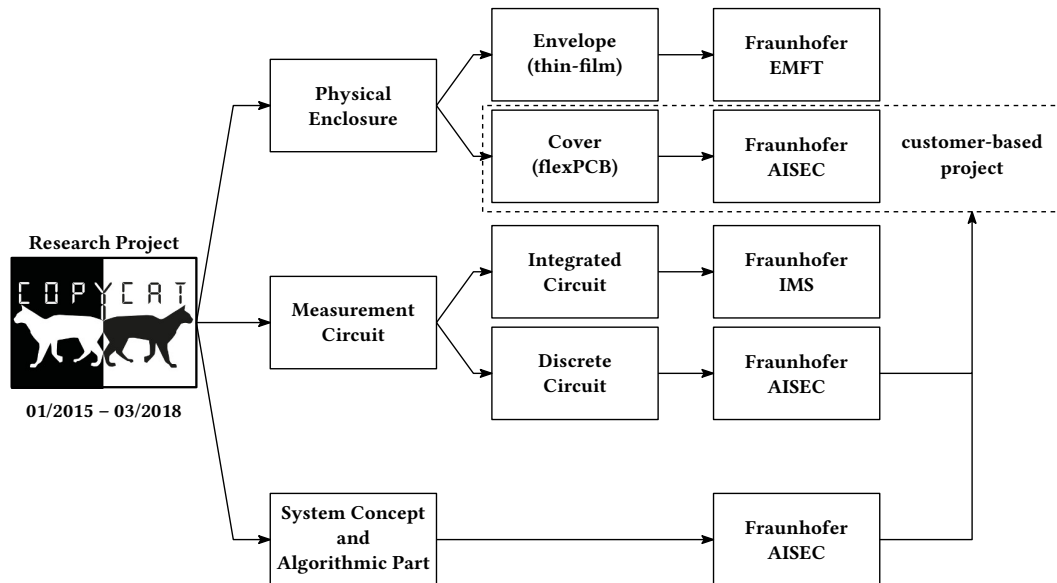 Envelope
(thin-film)
Fraunhofer
EMFT
Physical
Enclosure
Cover
(flexPCB)
Fraunhofer
AISEC
customer-based
project
Research Project
COPYCAT
01/2015 – 03/2018
Measurement
Circuit
Integrated
Circuit
Fraunhofer
IMS
Discrete
Circuit
Fraunhofer
AISEC
System Concept
and
Algorithmic Part
Fraunhofer
AISEC